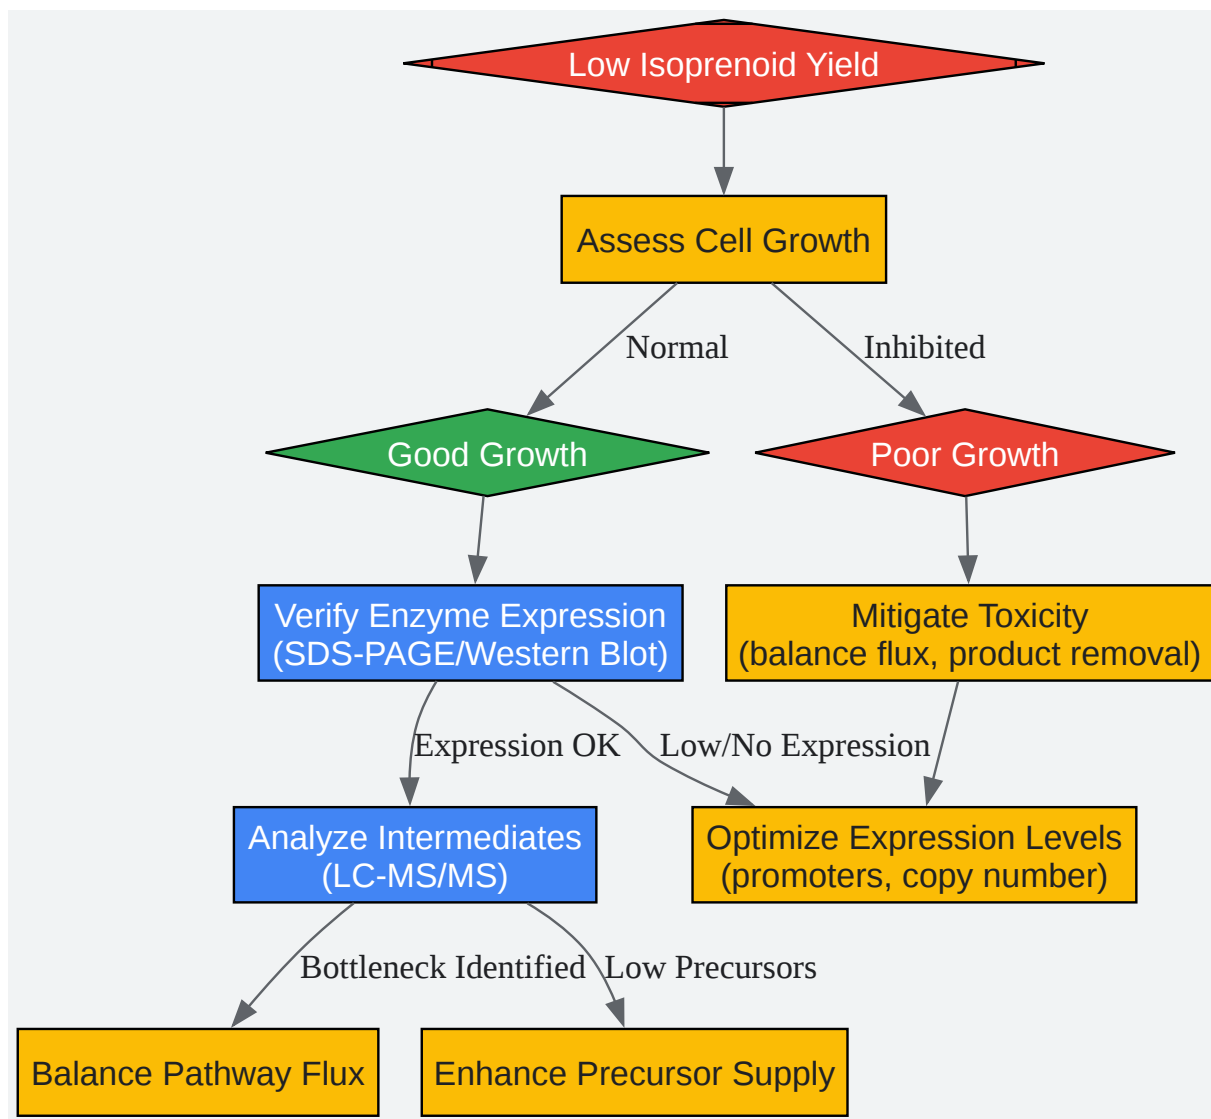 Low Isoprenoid Yield
Assess Cell Growth
Normal
Inhibited
Good Growth
Poor Growth
Verify Enzyme Expression
(SDS-PAGE/Western Blot)
Mitigate Toxicity
(balance flux, product removal)
Expression OK
Low/No Expression
Analyze Intermediates
(LC-MS/MS)
Optimize Expression Levels
(promoters, copy number)
Bottleneck Identified
Low Precursors
Balance Pathway Flux
Enhance Precursor Supply